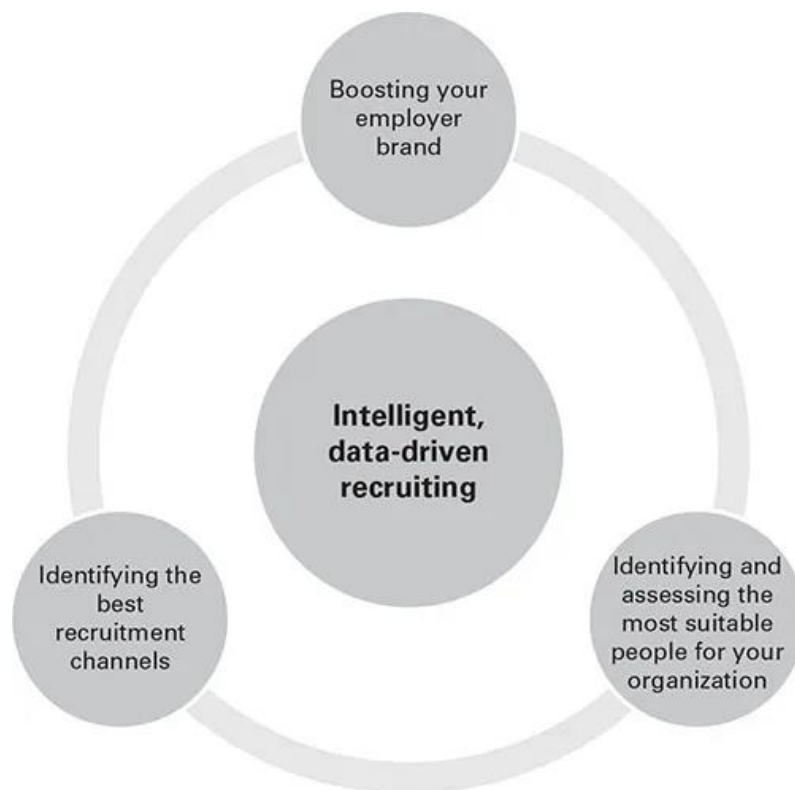 Boosting your
employer
brand
Intelligent,
data-driven
recruiting
Identifying the
best
recruitment
channels
Identifying and
assessing the
most suitable
people for your
organization